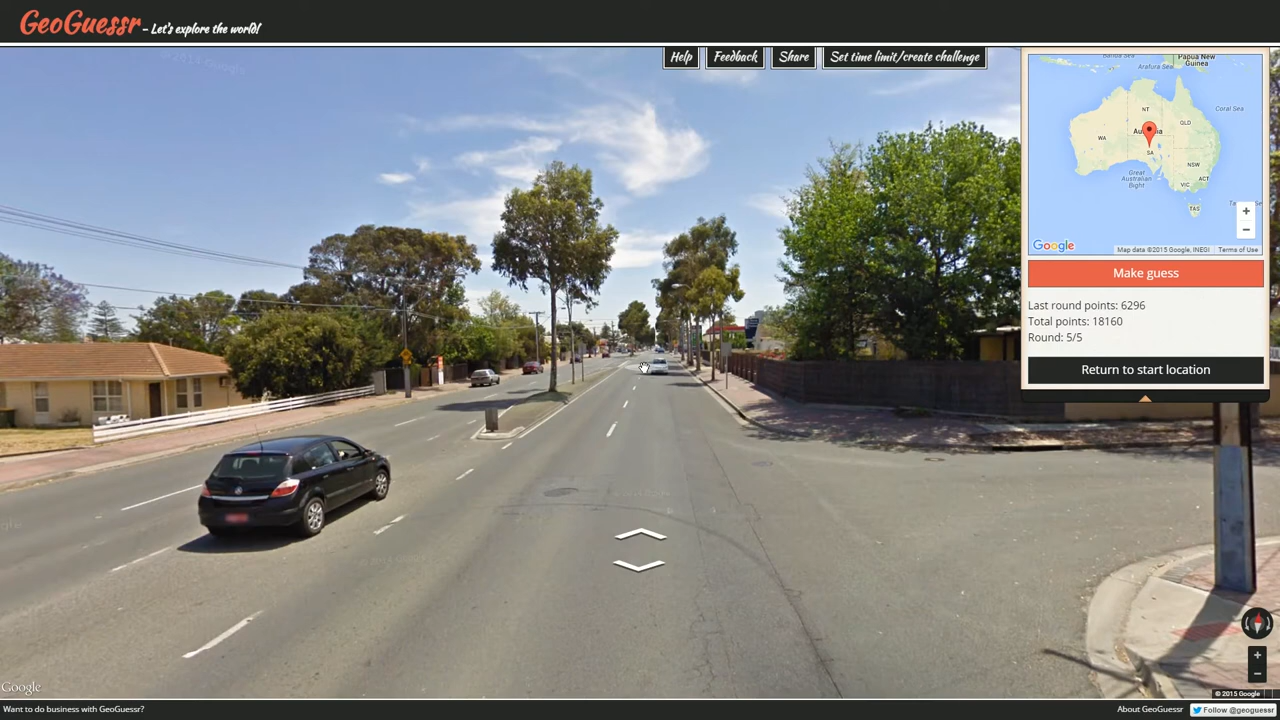 GeoGuessr - Let's explore the world!
Help
Feedback
Share
Set time limit/create challenge
Papua New
Guinea
Banda Sea
Arafura Sea
Coral Sea
NT
QLD
WA
SA
NSW
ACT
VIC
TAS
Great
Australian
Bight
+
−
Google
Map data ©2015 Google, INEGI
Terms of Use
Make guess
Last round points: 6296
Total points: 18160
Round: 5/5
Return to start location
+
−
Google
© 2015 Google
Want to do business with GeoGuessr?
About GeoGuessr
Follow @geoguessr